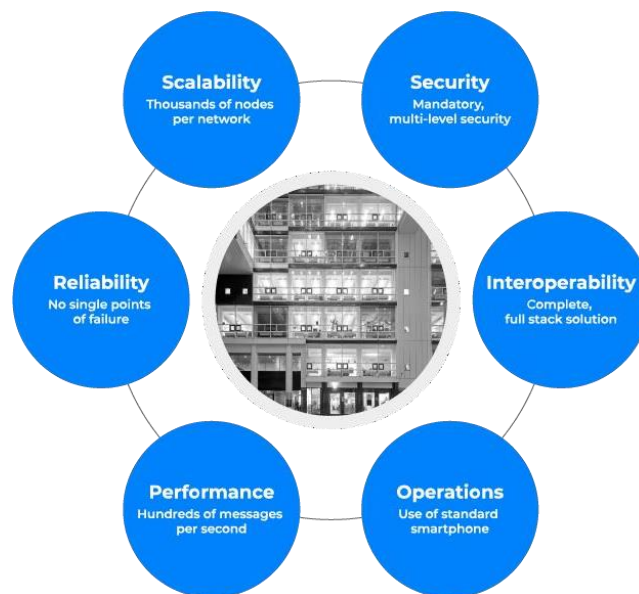 Scalability
Thousands of nodes
per network
Security
Mandatory,
multi-level security
Reliability
No single points
of failure
Interoperability
Complete,
full stack solution
Performance
Hundreds of messages
per second
Operations
Use of standard
smartphone